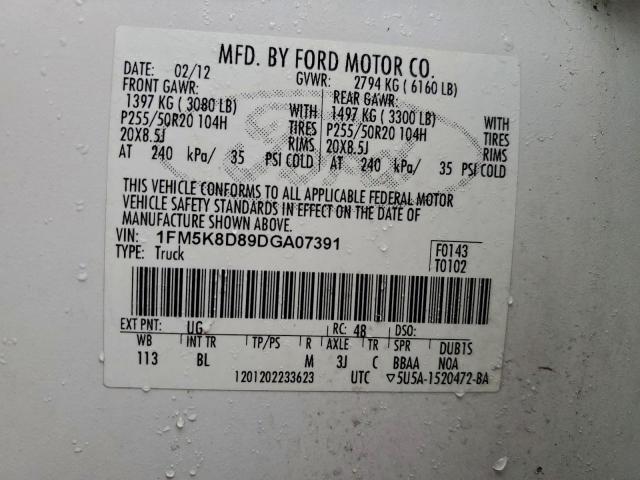 MFD. BY FORD MOTOR CO.
DATE: 02/12 GVWR: 2794 KG ( 6160 LB)
FRONT GAWR: REAR GAWR:
1397 KG ( 3080 LB) WITH 1497 KG ( 3300 LB) WITH
P255/50R20 104H TIRES P255/50R20 104H TIRES
20X8.5J RIMS 20X8.5J RIMS
AT 240 kPa/ 35 PSI COLD AT 240 kPa/ 35 PSI COLD
Ford
THIS VEHICLE CONFORMS TO ALL APPLICABLE FEDERAL MOTOR
VEHICLE SAFETY STANDARDS IN EFFECT ON THE DATE OF
MANUFACTURE SHOWN ABOVE.
VIN: 1FM5K8D89DGA07391
TYPE: Truck
F0143
T0102
EXT PNT: UG RC: 48 DSO:
WB INT TR TP/PS R AXLE TR SPR DUB1S
113 BL M 3J C BBAA NOA
1201202233623 UTC ▽5U5A-1520472-BA